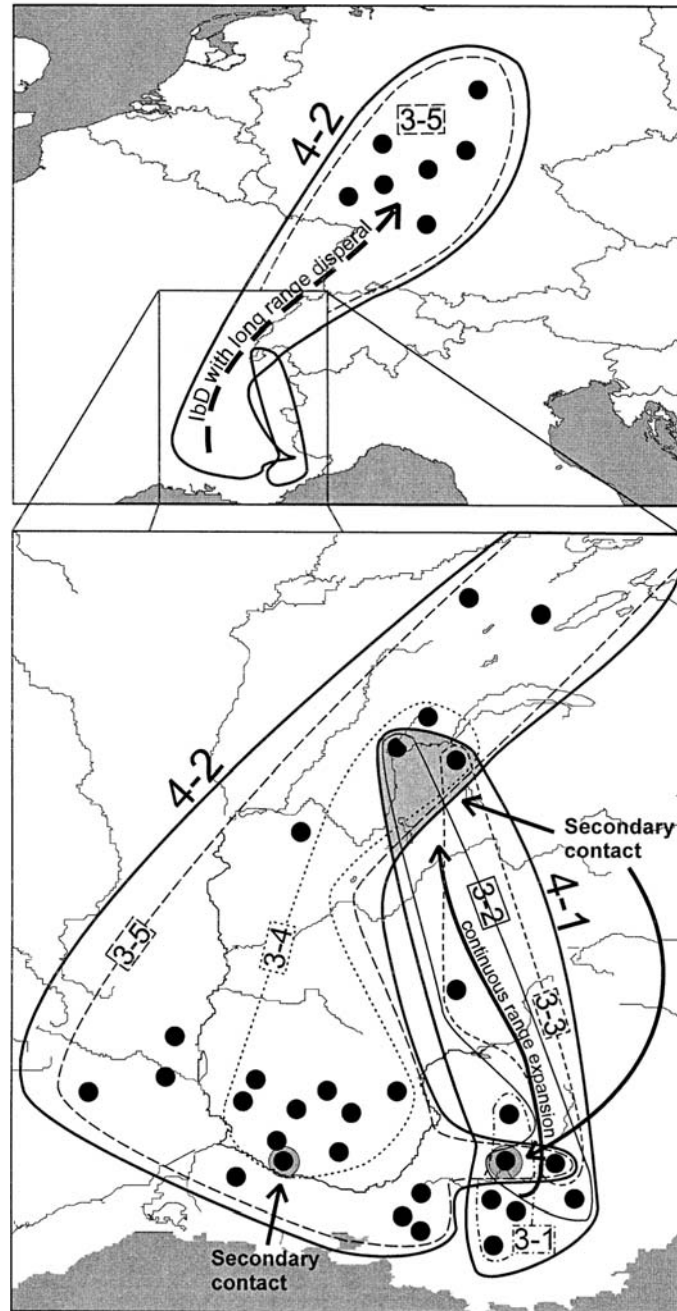 3-5
4-2
IbD with long range disperal
4-2
Secondary
contact
4-1
3-2
3-4
3-5
3-3
continuous range expansion
3-1
Secondary
contact